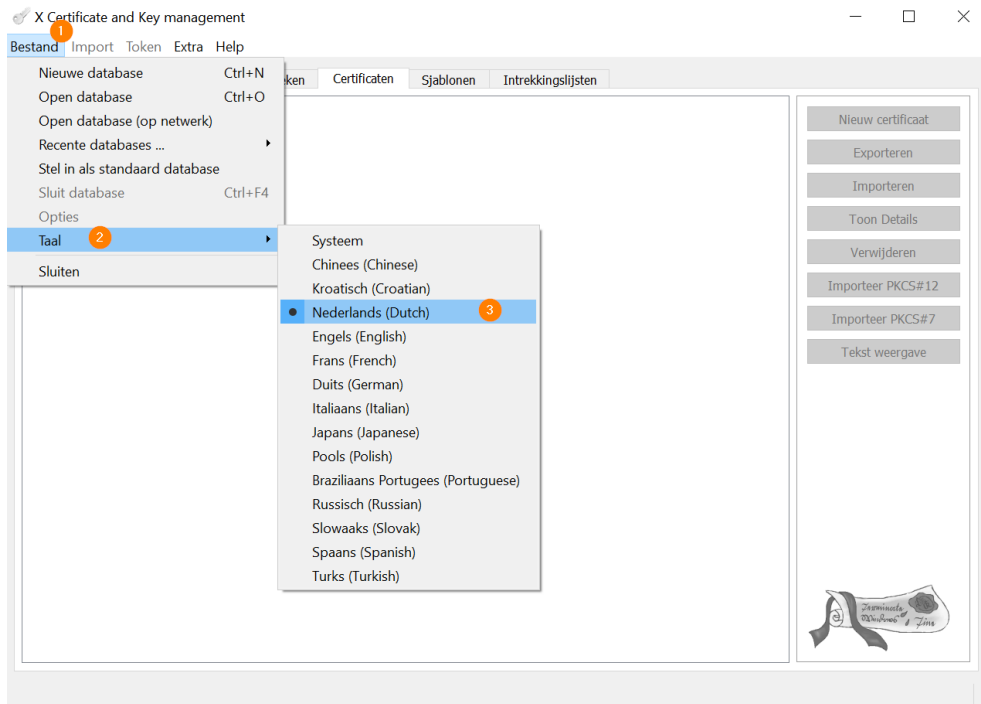 X Certificate and Key management
1
Bestand Import Token Extra Help
Nieuwe database Ctrl+N
Open database Ctrl+O
Open database (op netwerk)
Recente databases ...
Stel in als standaard database
Sluit database Ctrl+F4
Opties
Taal 2
Sluiten
ken Certificaten Sjablonen Intrekkingslijsten
Systeem
Chinees (Chinese)
Kroatisch (Croatian)
Nederlands (Dutch) 3
Engels (English)
Frans (French)
Duits (German)
Italiaans (Italian)
Japans (Japanese)
Pools (Polish)
Braziliaans Portugees (Portuguese)
Russisch (Russian)
Slowaaks (Slovak)
Spaans (Spanish)
Turks (Turkish)
Nieuw certificaat
Exporteren
Importeren
Toon Details
Verwijderen
Importeer PKCS#12
Importeer PKCS#7
Tekst weergave